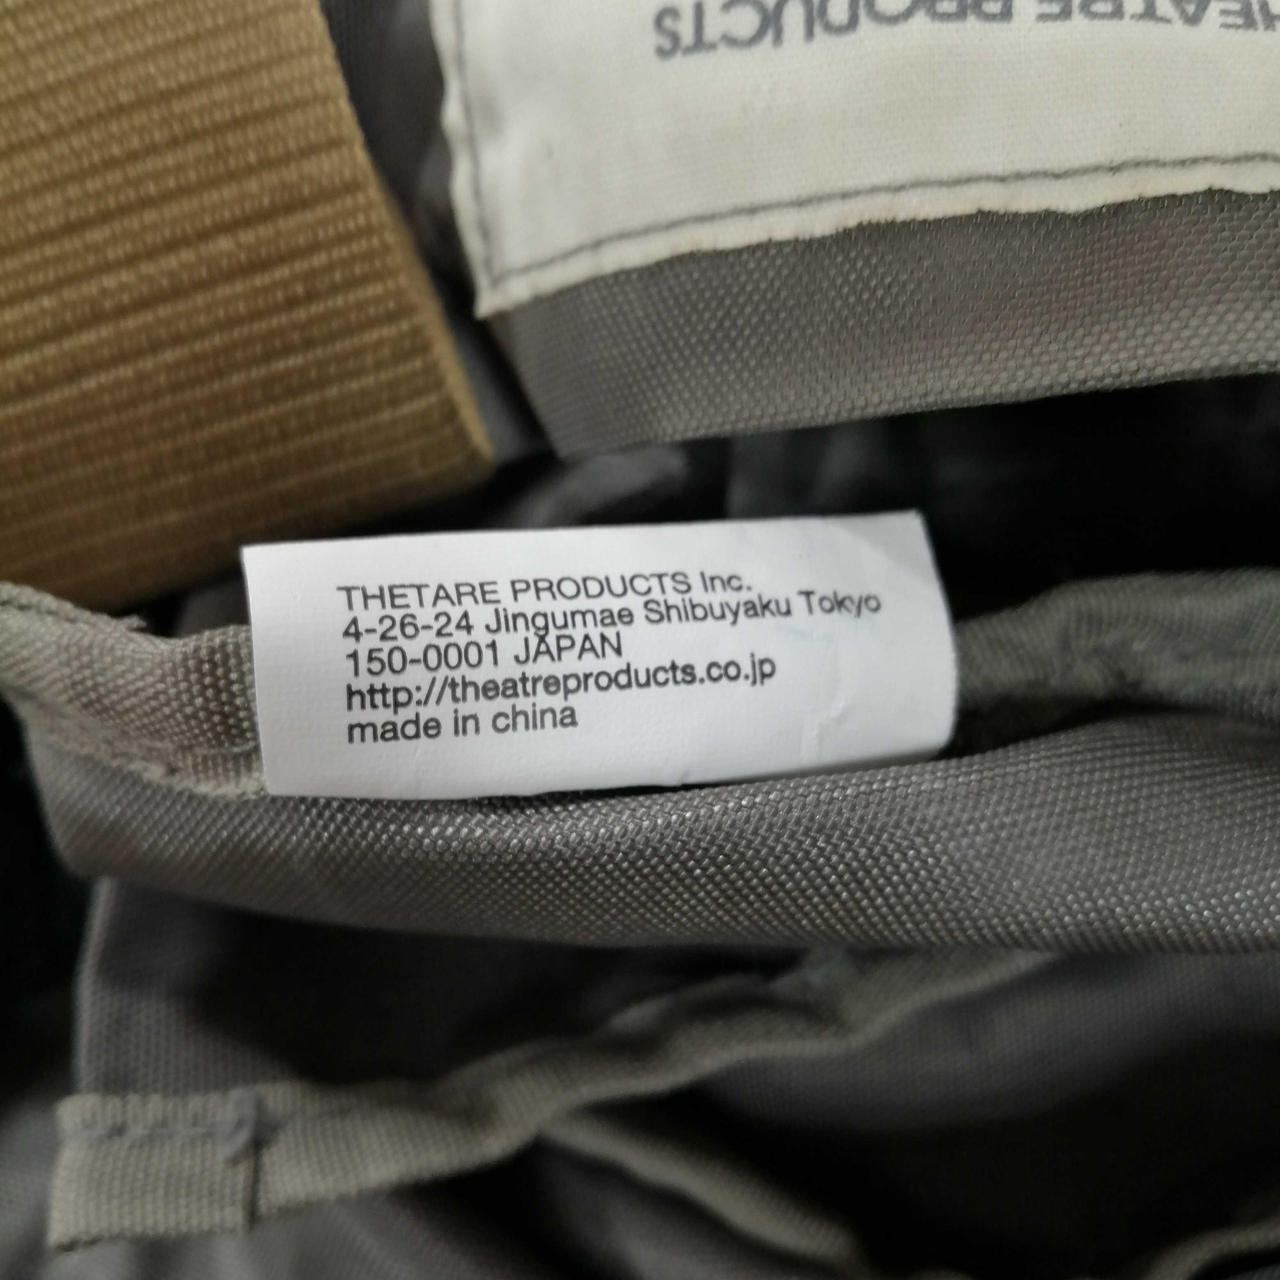 THEATRE PRODUCTS
THETARE PRODUCTS Inc.
4-26-24 Jingumae Shibuyaku Tokyo
150-0001 JAPAN
http://theatreproducts.co.jp
made in china